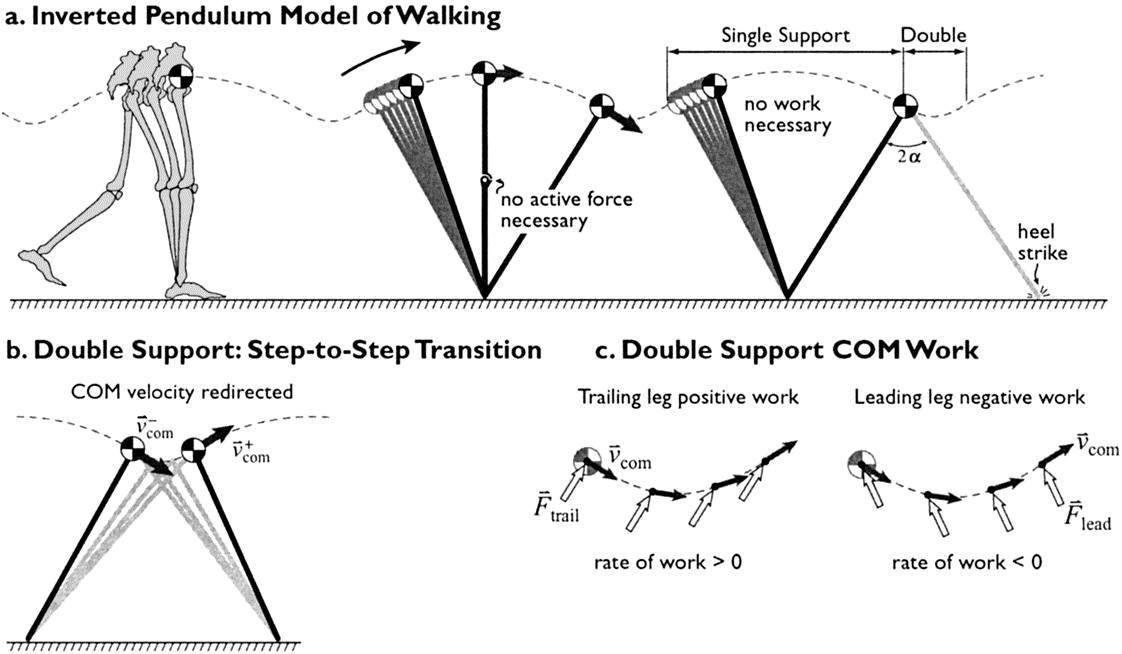 a. Inverted Pendulum Model of Walking
Single Support
Double
no work
necessary
2α
no active force
necessary
heel
strike
b. Double Support: Step-to-Step Transition
COM velocity redirected
v⃗⁻com
v⃗⁺com
c. Double Support COM Work
Trailing leg positive work
v⃗com
F⃗trail
rate of work > 0
Leading leg negative work
v⃗com
F⃗lead
rate of work < 0